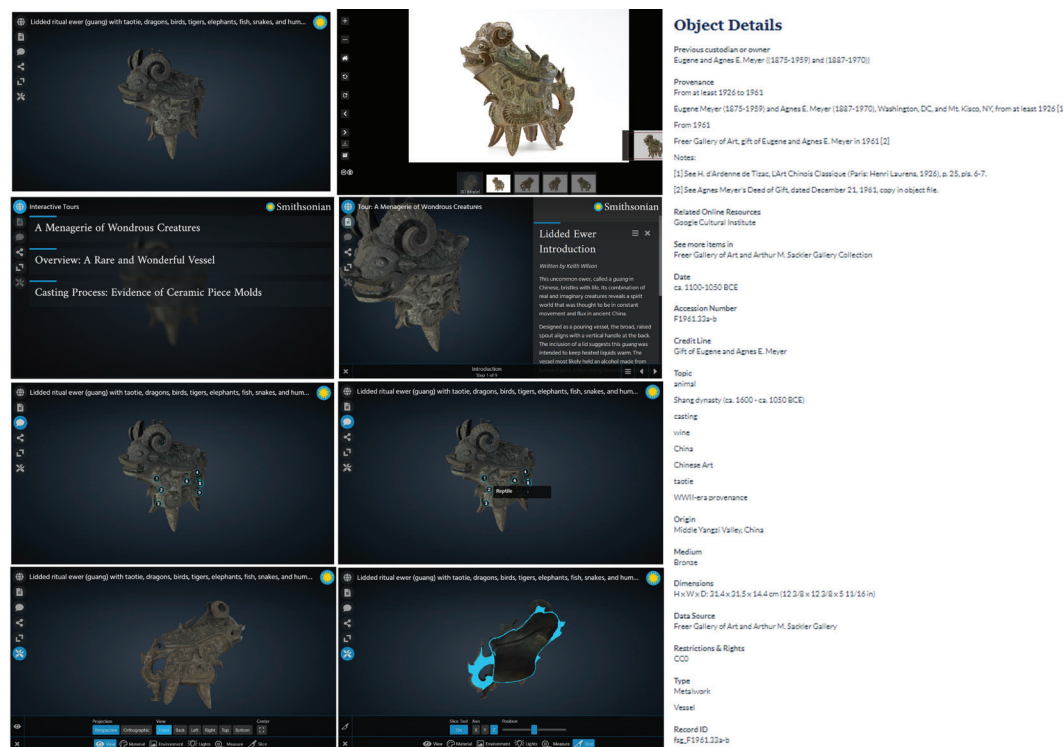 Lidded ritual ewer (guang) with taotie, dragons, birds, tigers, elephants, fish, snakes, and hum...
3D Model
Interactive Tours
Smithsonian
A Menagerie of Wondrous Creatures
Overview: A Rare and Wonderful Vessel
Casting Process: Evidence of Ceramic Piece Molds
Tour: A Menagerie of Wondrous Creatures
Smithsonian
Lidded Ewer
Introduction
Written by Keith Wilson
This uncommon ewer, called a guang in
Chinese, bristles with life. Its combination of
real and imaginary creatures reveals a spirit
world that was thought to be in constant
movement and flux in ancient China.
Designed as a pouring vessel, the broad, raised
spout aligns with a vertical handle at the back.
The inclusion of a lid suggests this guang was
intended to keep heated liquids warm. The
vessel most likely held an alcohol made from
Introduction
Step 1 of 9
Lidded ritual ewer (guang) with taotie, dragons, birds, tigers, elephants, fish, snakes, and hum...
Lidded ritual ewer (guang) with taotie, dragons, birds, tigers, elephants, fish, snakes, and hum...
Reptile
Lidded ritual ewer (guang) with taotie, dragons, birds, tigers, elephants, fish, snakes, and hum...
Projection View Center
Perspective Orthographic Front Back Left Right Top Bottom
View Material Environment Lights Measure Slice
Lidded ritual ewer (guang) with taotie, dragons, birds, tigers, elephants, fish, snakes, and hum...
Slice Tool Axis Position
On X Y Z
View Material Environment Lights Measure Slice
Object Details
Previous custodian or owner
Eugene and Agnes E. Meyer ((1875-1959) and (1887-1970))
Provenance
From at least 1926 to 1961
Eugene Meyer (1875-1959) and Agnes E. Meyer (1887-1970), Washington, DC, and Mt. Kisco, NY, from at least 1926 [1
From 1961
Freer Gallery of Art, gift of Eugene and Agnes E. Meyer in 1961 [2]
Notes:
[1] See H. d'Ardenne de Tizac, L'Art Chinois Classique (Paris: Henri Laurens, 1926), p. 25, pls. 6-7.
[2] See Agnes Meyer's Deed of Gift, dated December 21, 1961, copy in object file.
Related Online Resources
Google Cultural Institute
See more items in
Freer Gallery of Art and Arthur M. Sackler Gallery Collection
Date
ca. 1100-1050 BCE
Accession Number
F1961.33a-b
Credit Line
Gift of Eugene and Agnes E. Meyer
Topic
animal
Shang dynasty (ca. 1600 - ca. 1050 BCE)
casting
wine
China
Chinese Art
taotie
WWII-era provenance
Origin
Middle Yangzi Valley, China
Medium
Bronze
Dimensions
H x W x D: 31.4 x 31.5 x 14.4 cm (12 3/8 x 12 3/8 x 5 11/16 in)
Data Source
Freer Gallery of Art and Arthur M. Sackler Gallery
Restrictions & Rights
CC0
Type
Metalwork
Vessel
Record ID
fsg_F1961.33a-b